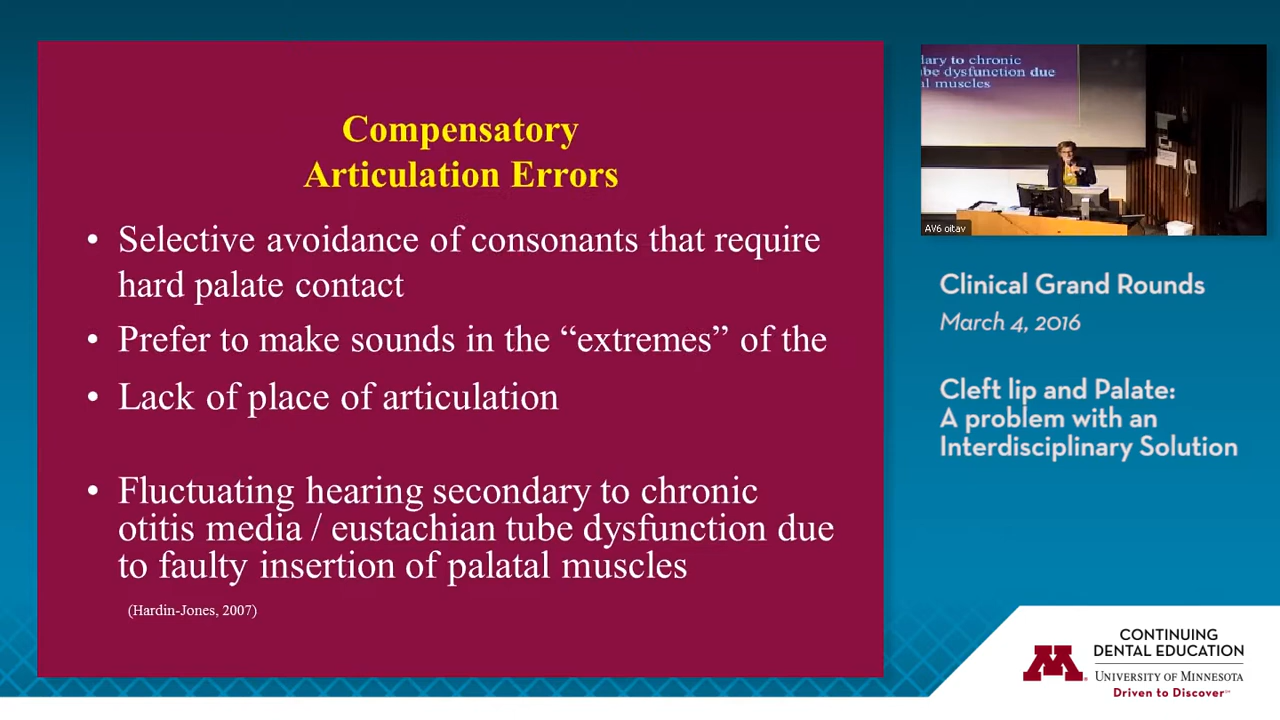 Compensatory
Articulation Errors
• Selective avoidance of consonants that require
hard palate contact
• Prefer to make sounds in the “extremes” of the
• Lack of place of articulation
• Fluctuating hearing secondary to chronic
otitis media / eustachian tube dysfunction due
to faulty insertion of palatal muscles
(Hardin-Jones, 2007)
dary to chronic
be dysfunction due
al muscles
AV6 oitav
Clinical Grand Rounds
March 4, 2016
Cleft lip and Palate:
A problem with an
Interdisciplinary Solution
M
CONTINUING
DENTAL EDUCATION
UNIVERSITY OF MINNESOTA
Driven to Discover℠